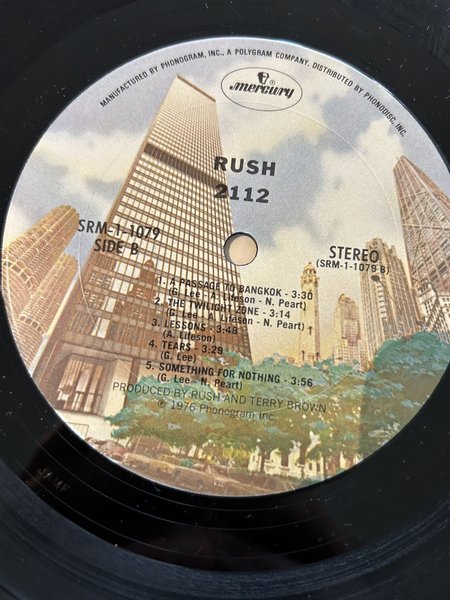 MANUFACTURED BY PHONOGRAM, INC., A POLYGRAM COMPANY, DISTRIBUTED BY PHONODISC, INC.
mercury
RUSH
2112
SRM-1-1079
SIDE B
STEREO
(SRM-1-1079 B)
1. A PASSAGE TO BANGKOK - 3:30
(G. Lee - A. Lifeson - N. Peart)
2. THE TWILIGHT ZONE - 3:14
(G. Lee - A. Lifeson - N. Peart)
3. LESSONS - 3:48
(A. Lifeson)
4. TEARS - 3:29
(G. Lee)
5. SOMETHING FOR NOTHING - 3:56
(G. Lee - N. Peart)
PRODUCED BY RUSH AND TERRY BROWN
℗ 1976 Phonogram Inc.